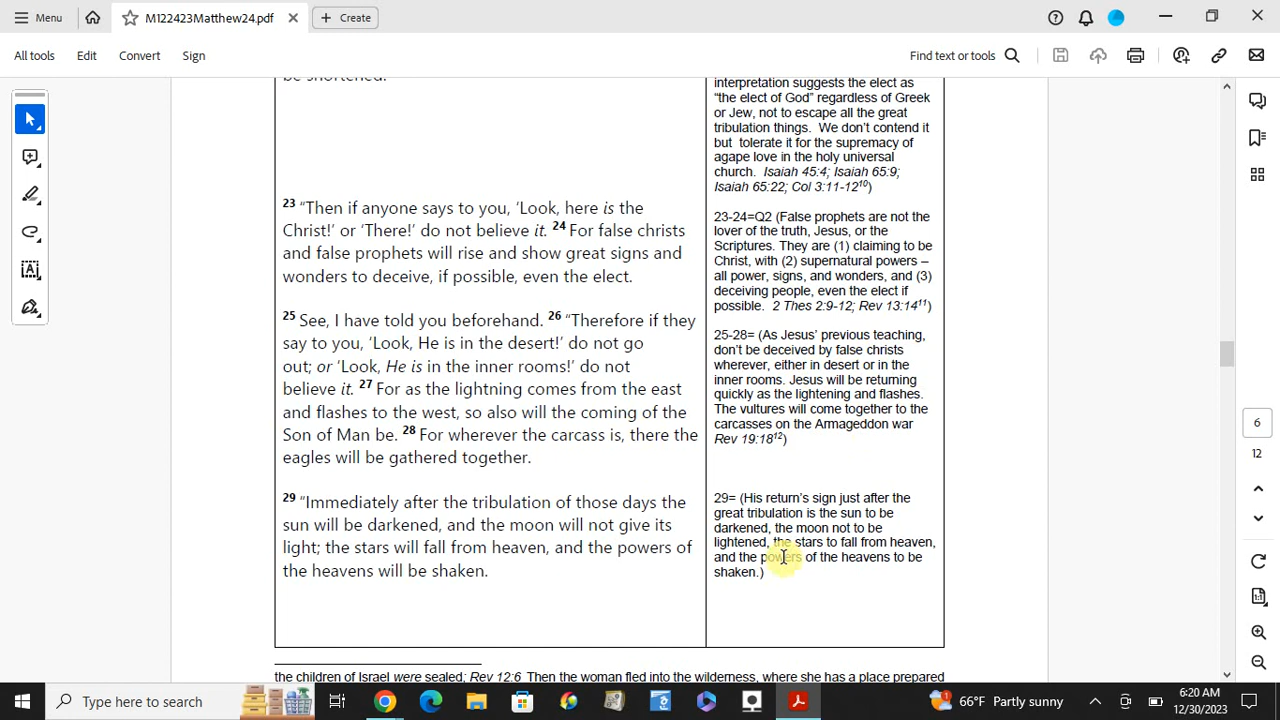 Menu
M122423Matthew24.pdf
Create
All tools
Edit
Convert
Sign
Find text or tools
be shortened.
interpretation suggests the elect as
“the elect of God” regardless of Greek
or Jew, not to escape all the great
tribulation things. We don’t contend it
but tolerate it for the supremacy of
agape love in the holy universal
church. Isaiah 45:4; Isaiah 65:9;
Isaiah 65:22; Col 3:11-12¹⁰)
²³ “Then if anyone says to you, ‘Look, here is the
Christ!’ or ‘There!’ do not believe it. ²⁴ For false christs
and false prophets will rise and show great signs and
wonders to deceive, if possible, even the elect.
23-24=Q2 (False prophets are not the
lover of the truth, Jesus, or the
Scriptures. They are (1) claiming to be
Christ, with (2) supernatural powers –
all power, signs, and wonders, and (3)
deceiving people, even the elect if
possible. 2 Thes 2:9-12; Rev 13:14¹¹)
²⁵ See, I have told you beforehand. ²⁶ “Therefore if they
say to you, ‘Look, He is in the desert!’ do not go
out; or ‘Look, He is in the inner rooms!’ do not
believe it. ²⁷ For as the lightning comes from the east
and flashes to the west, so also will the coming of the
Son of Man be. ²⁸ For wherever the carcass is, there the
eagles will be gathered together.
25-28= (As Jesus’ previous teaching,
don’t be deceived by false christs
wherever, either in desert or in the
inner rooms. Jesus will be returning
quickly as the lightening and flashes.
The vultures will come together to the
carcasses on the Armageddon war
Rev 19:18¹²)
²⁹ “Immediately after the tribulation of those days the
sun will be darkened, and the moon will not give its
light; the stars will fall from heaven, and the powers of
the heavens will be shaken.
29= (His return’s sign just after the
great tribulation is the sun to be
darkened, the moon not to be
lightened, the stars to fall from heaven,
and the powers of the heavens to be
shaken.)
the children of Israel were sealed; Rev 12:6 Then the woman fled into the wilderness, where she has a place prepared
6
12
1:1
Type here to search
66°F Partly sunny
6:20 AM
12/30/2023